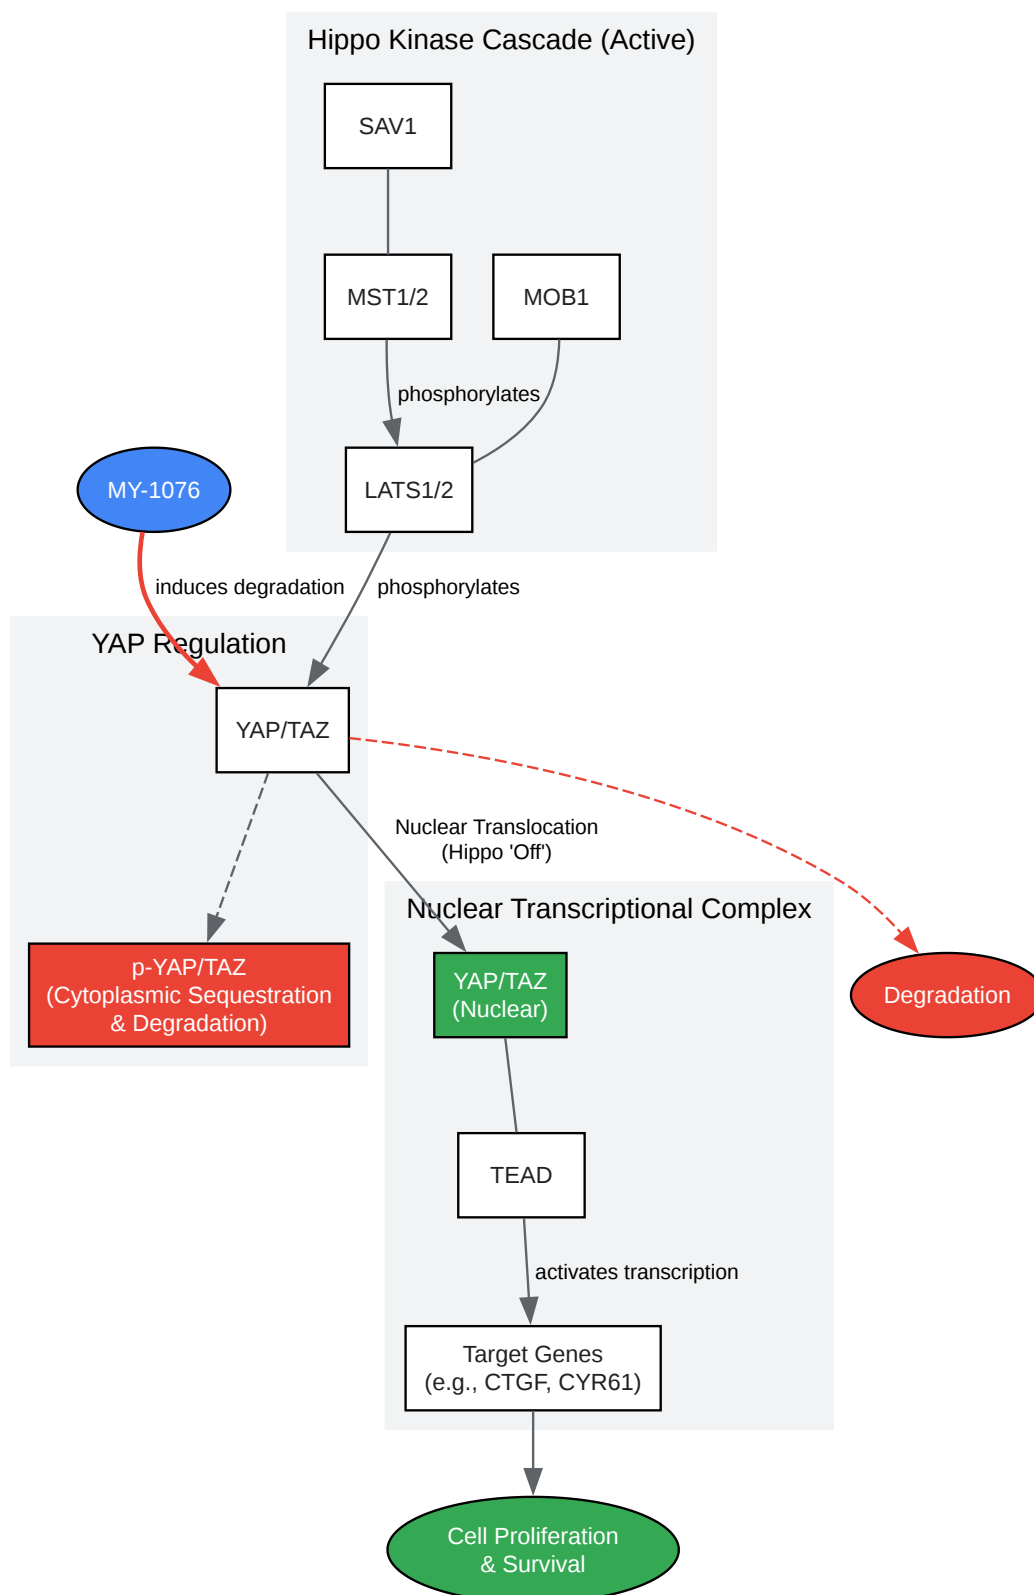 Hippo Kinase Cascade (Active)
SAV1
MST1/2
MOB1
phosphorylates
LATS1/2
MY-1076
induces degradation
phosphorylates
YAP Regulation
YAP/TAZ
Nuclear Translocation
(Hippo 'Off')
Nuclear Transcriptional Complex
p-YAP/TAZ
(Cytoplasmic Sequestration
& Degradation)
YAP/TAZ
(Nuclear)
Degradation
TEAD
activates transcription
Target Genes
(e.g., CTGF, CYR61)
Cell Proliferation
& Survival